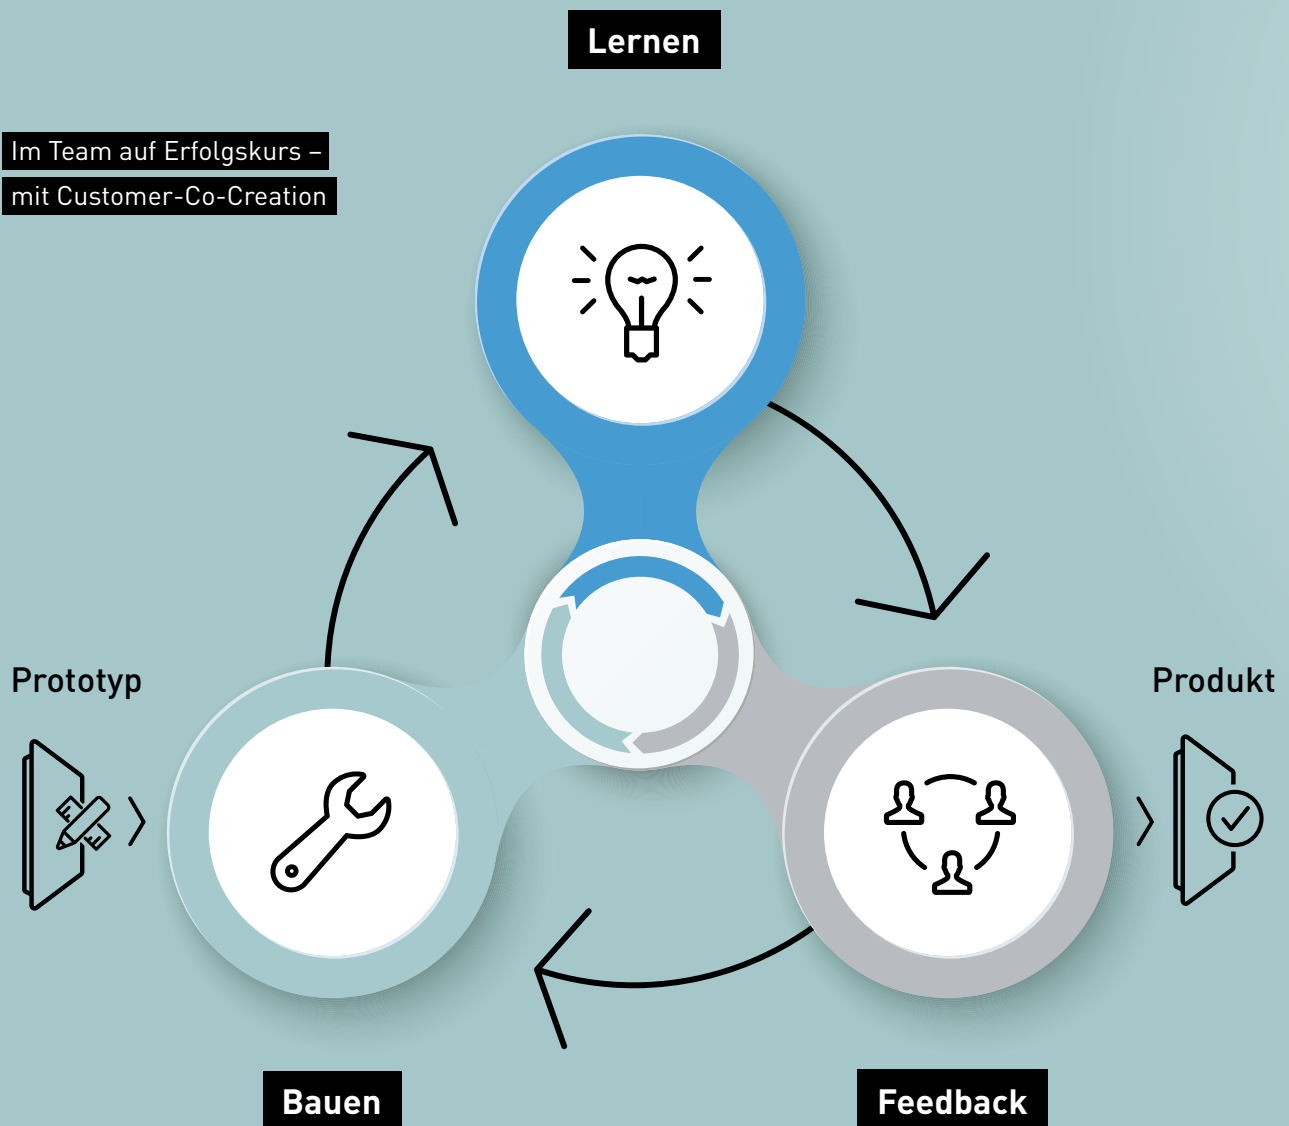 Lernen
Im Team auf Erfolgskurs –
mit Customer-Co-Creation
Prototyp
Produkt
Bauen
Feedback